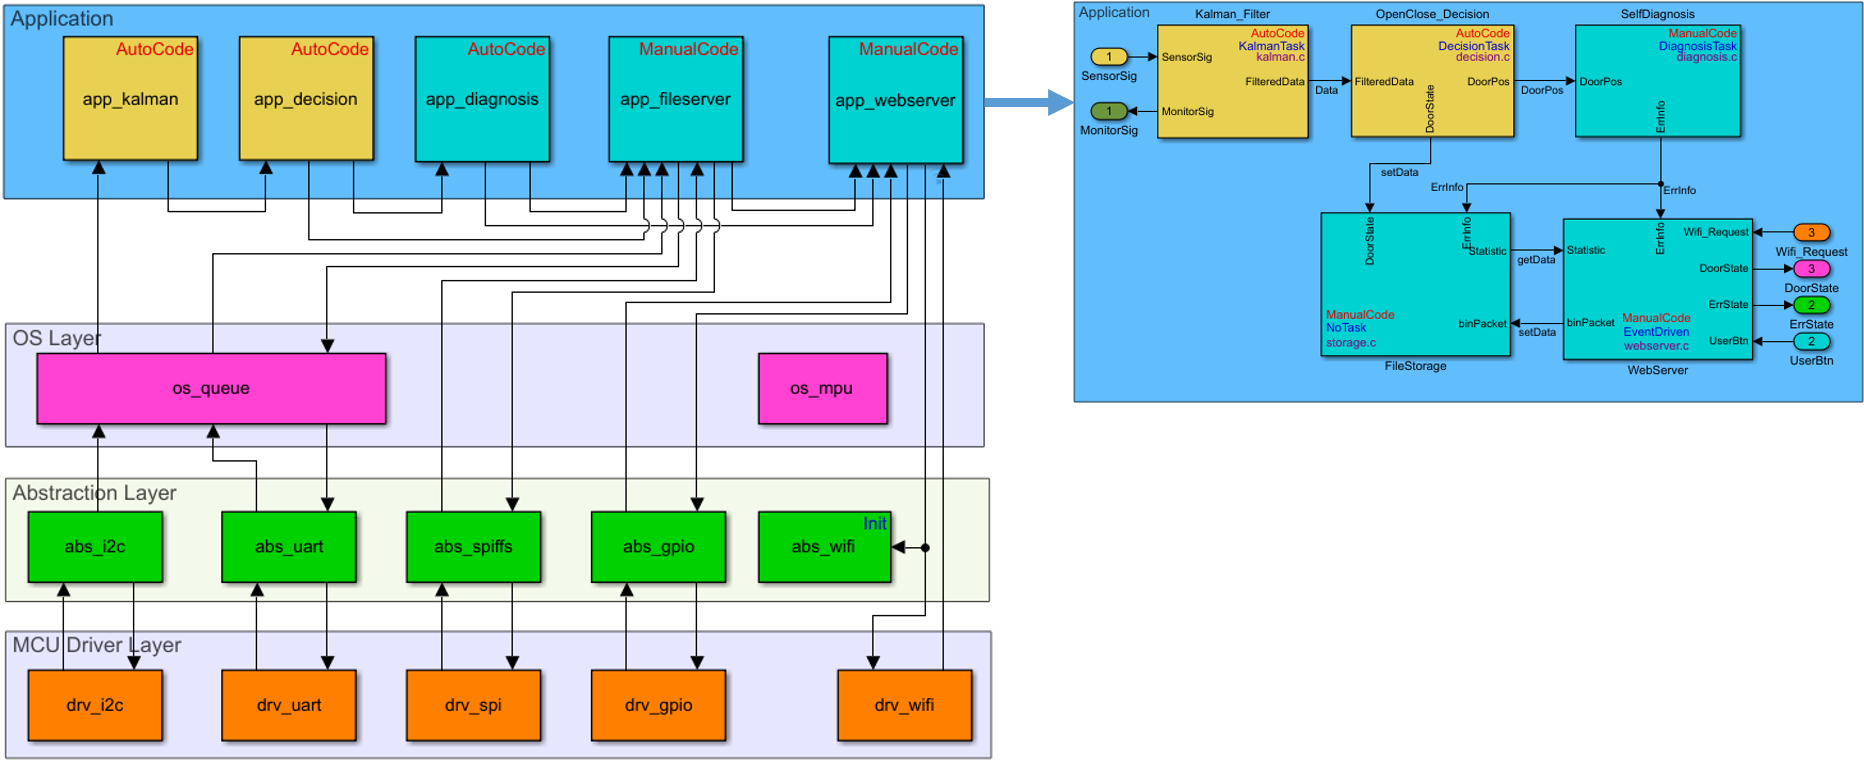 Application
AutoCode
app_kalman
AutoCode
app_decision
AutoCode
app_diagnosis
ManualCode
app_fileserver
ManualCode
app_webserver
OS Layer
os_queue
os_mpu
Abstraction Layer
abs_i2c
abs_uart
abs_spiffs
abs_gpio
Init
abs_wifi
MCU Driver Layer
drv_i2c
drv_uart
drv_spi
drv_gpio
drv_wifi
Application
1
SensorSig
1
MonitorSig
Kalman_Filter
AutoCode
KalmanTask
kalman.c
SensorSig
FilteredData
MonitorSig
Data
OpenClose_Decision
AutoCode
DecisionTask
decision.c
FilteredData
DoorPos
DoorState
DoorPos
SelfDiagnosis
ManualCode
DiagnosisTask
diagnosis.c
DoorPos
ErrInfo
setData
ErrInfo
ErrInfo
DoorState
ErrInfo
Statistic
ManualCode
NoTask
storage.c
binPacket
FileStorage
getData
setData
ErrInfo
Statistic
binPacket
ManualCode
EventDriven
webserver.c
Wifi_Request
DoorState
ErrState
UserBtn
WebServer
3
Wifi_Request
3
DoorState
2
ErrState
2
UserBtn